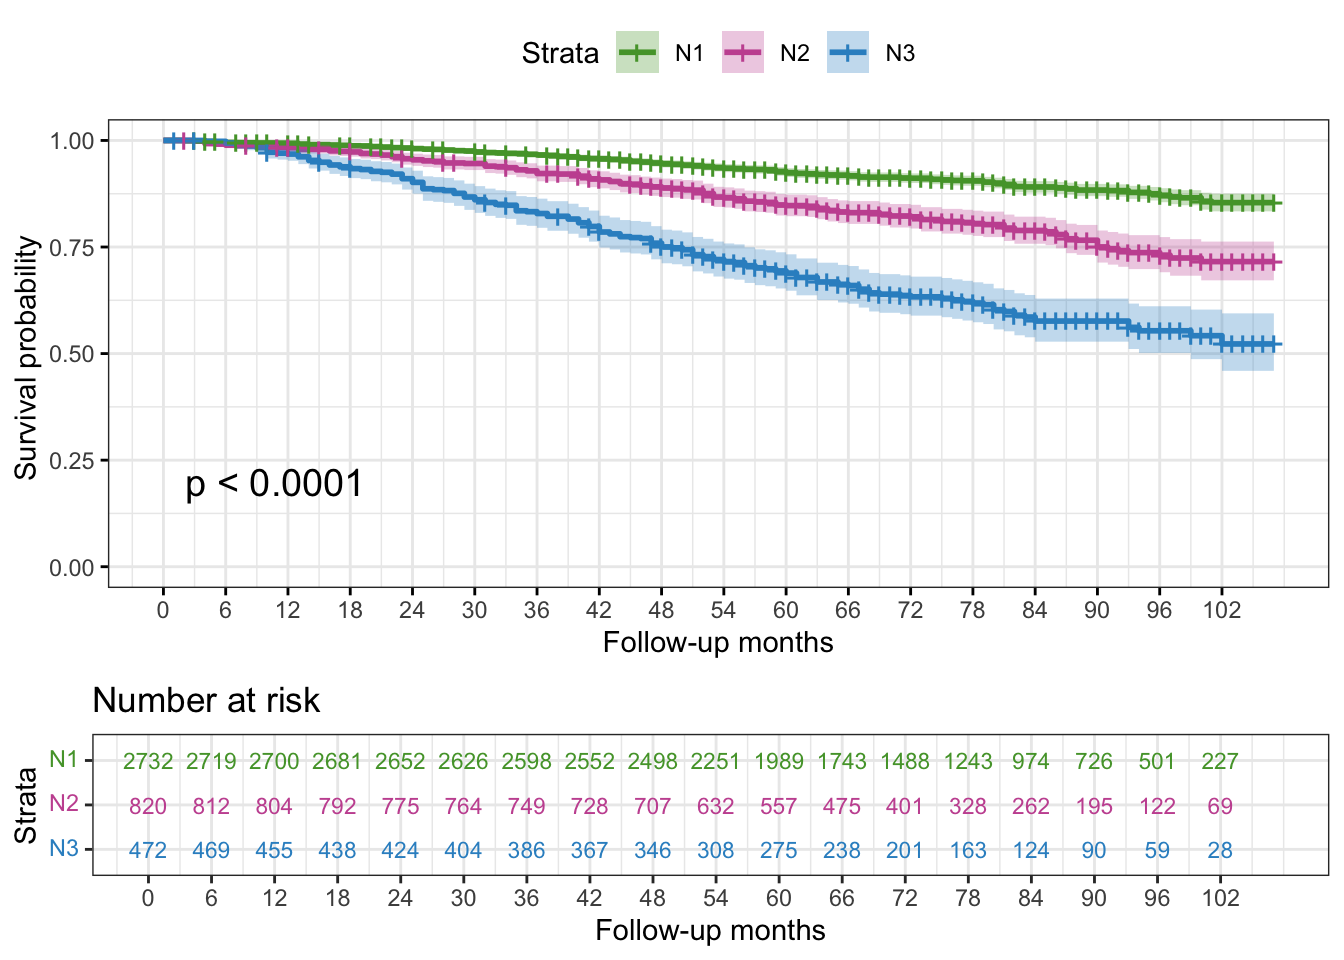 Strata N1 N2 N3
1.00
0.75
0.50
0.25
0.00
Survival probability
p < 0.0001
0 6 12 18 24 30 36 42 48 54 60 66 72 78 84 90 96 102
Follow-up months
Number at risk
Strata
N1 2732 2719 2700 2681 2652 2626 2598 2552 2498 2251 1989 1743 1488 1243 974 726 501 227
N2 820 812 804 792 775 764 749 728 707 632 557 475 401 328 262 195 122 69
N3 472 469 455 438 424 404 386 367 346 308 275 238 201 163 124 90 59 28
0 6 12 18 24 30 36 42 48 54 60 66 72 78 84 90 96 102
Follow-up months